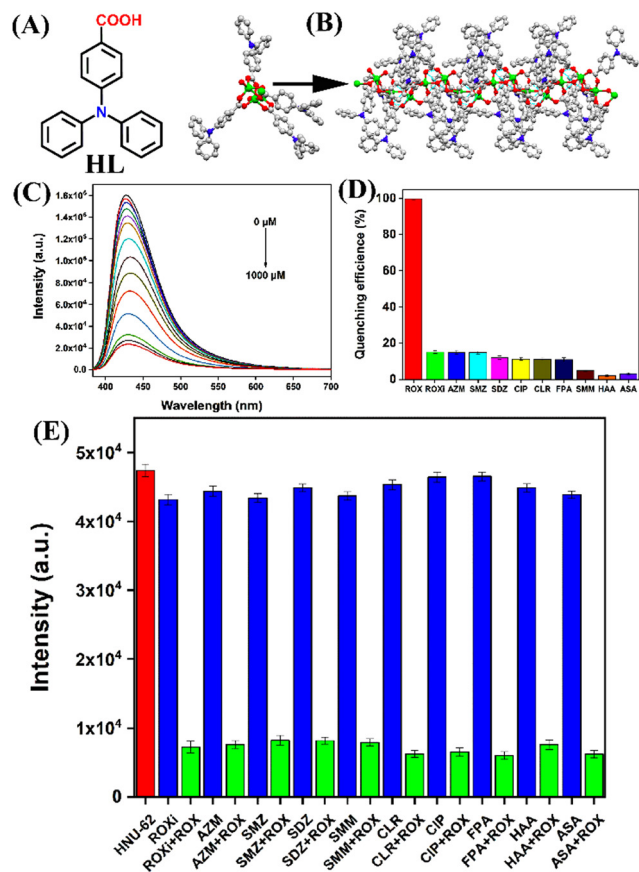 (A)
COOH
N
HL
(B)
(C)
Intensity (a.u.)
1.6x10⁵
1.4x10⁵
1.2x10⁵
1.0x10⁵
8.0x10⁴
6.0x10⁴
4.0x10⁴
2.0x10⁴
0.0
0 μM
1000 μM
400 450 500 550 600 650 700
Wavelength (nm)
(D)
Quenching efficience (%)
100
80
60
40
20
0
ROX ROXi AZM SMZ SDZ CIP CLR FPA SMM HAA ASA
(E)
Intensity (a.u.)
5x10⁴
4x10⁴
3x10⁴
2x10⁴
1x10⁴
0
HNU-62
ROXi
ROXi+ROX
AZM
AZM+ROX
SMZ
SMZ+ROX
SDZ
SDZ+ROX
SMM
SMM+ROX
CLR
CLR+ROX
CIP
CIP+ROX
FPA
FPA+ROX
HAA
HAA+ROX
ASA
ASA+ROX